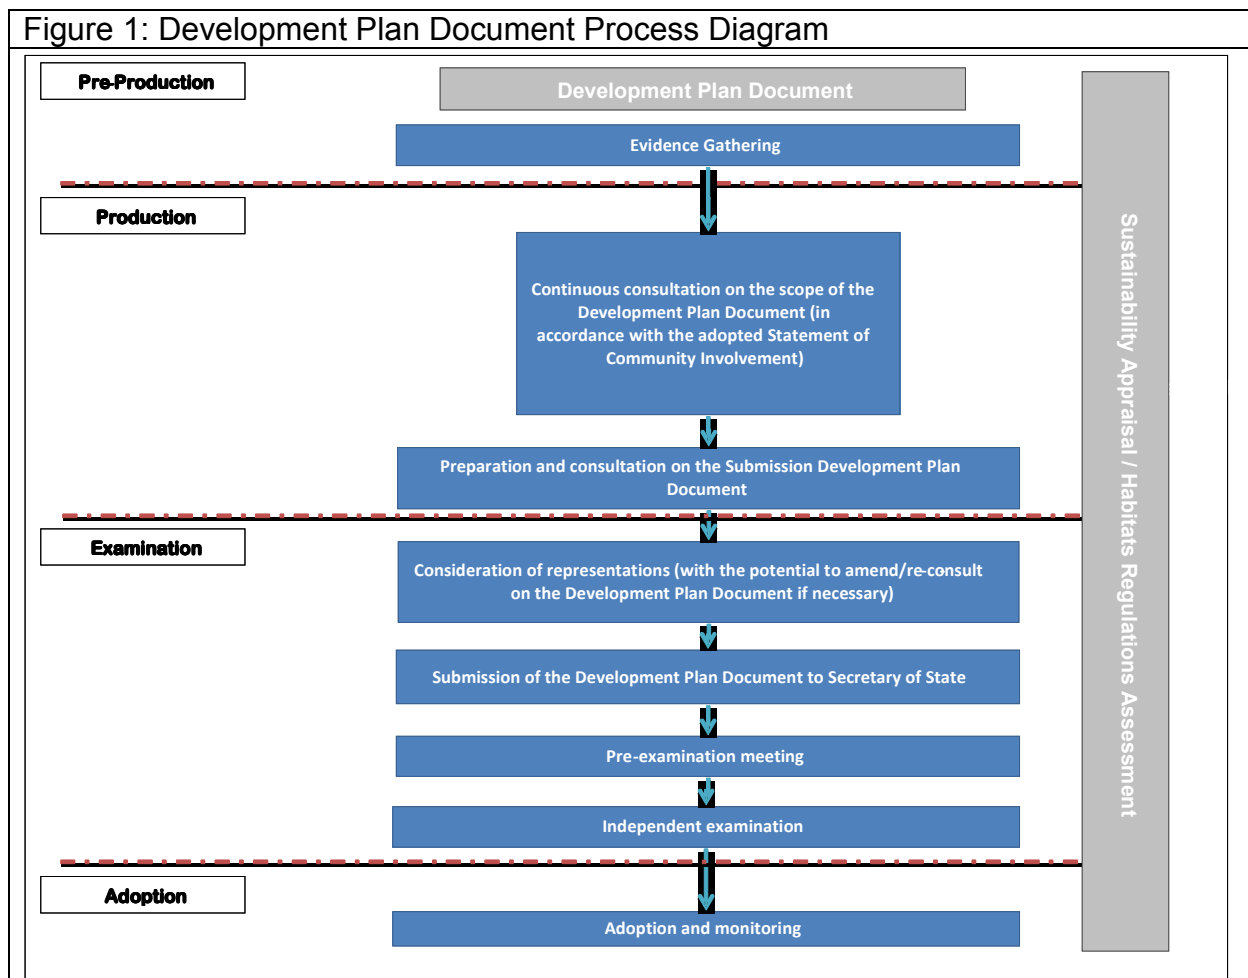 Figure 1: Development Plan Document Process Diagram
Pre-Production
Development Plan Document
Evidence Gathering
Production
Continuous consultation on the scope of the
Development Plan Document (in
accordance with the adopted Statement of
Community Involvement)
Preparation and consultation on the Submission Development Plan
Document
Examination
Consideration of representations (with the potential to amend/re-consult
on the Development Plan Document if necessary)
Submission of the Development Plan Document to Secretary of State
Pre-examination meeting
Independent examination
Adoption
Adoption and monitoring
Sustainability Appraisal / Habitats Regulations Assessment